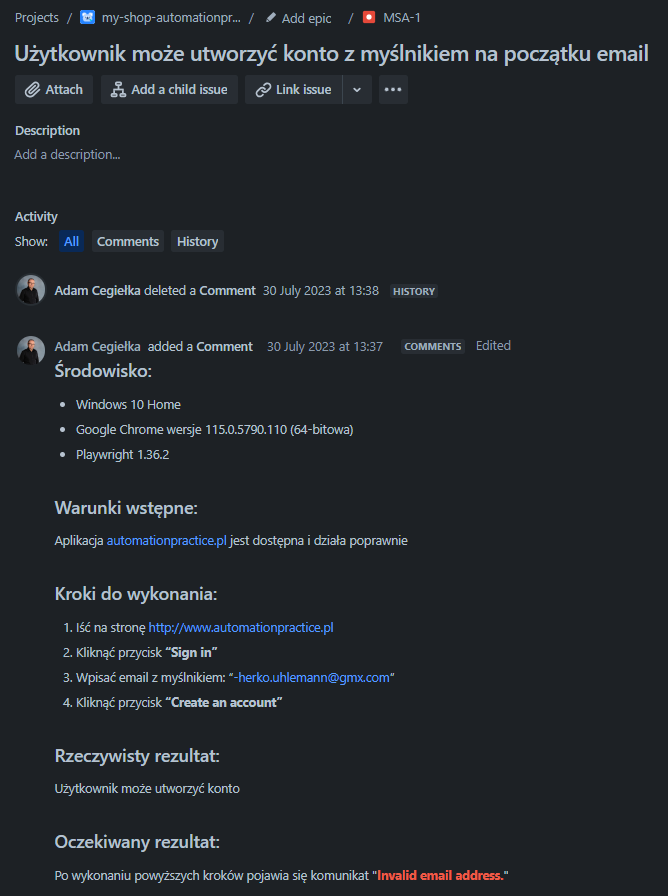 Projects / my-shop-automationpr... / Add epic / MSA-1
Użytkownik może utworzyć konto z myślnikiem na początku email
Attach Add a child issue Link issue
Description
Add a description...
Activity
Show: All Comments History
Adam Cegiełka deleted a Comment 30 July 2023 at 13:38 HISTORY
Adam Cegiełka added a Comment 30 July 2023 at 13:37 COMMENTS Edited
Środowisko:
• Windows 10 Home
• Google Chrome wersje 115.0.5790.110 (64-bitowa)
• Playwright 1.36.2
Warunki wstępne:
Aplikacja automationpractice.pl jest dostępna i działa poprawnie
Kroki do wykonania:
1. Iść na stronę http://www.automationpractice.pl
2. Kliknąć przycisk “Sign in”
3. Wpisać email z myślnikiem: “-herko.uhlemann@gmx.com”
4. Kliknąć przycisk “Create an account”
Rzeczywisty rezultat:
Użytkownik może utworzyć konto
Oczekiwany rezultat:
Po wykonaniu powyższych kroków pojawia się komunikat "Invalid email address."